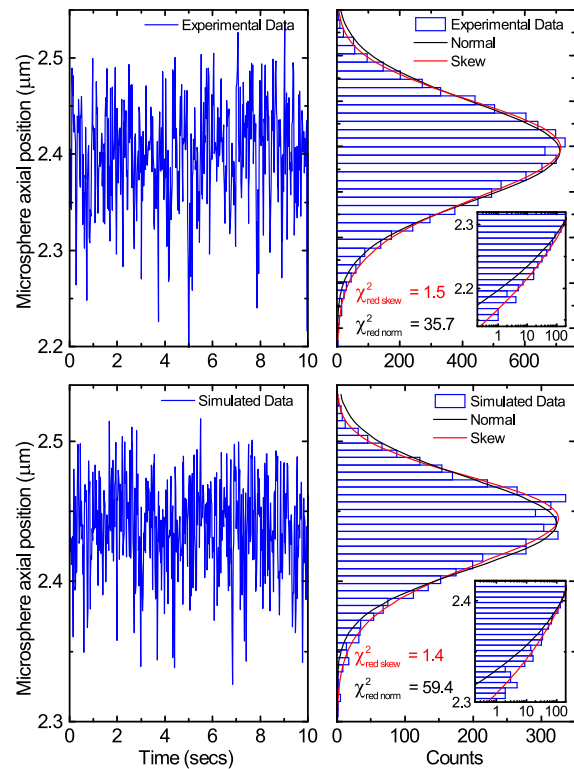 Experimental Data
Microsphere axial position (μm)
2.5
2.4
2.3
2.2
0 2 4 6 8 10
Experimental Data
Normal
Skew
χ²red skew = 1.5
χ²red norm = 35.7
2.3
2.2
1 10 100
0 200 400 600
Simulated Data
Microsphere axial position (μm)
2.5
2.4
2.3
0 2 4 6 8 10
Time (secs)
Simulated Data
Normal
Skew
χ²red skew = 1.4
χ²red norm = 59.4
2.4
2.3
1 10 100
0 100 200 300
Counts